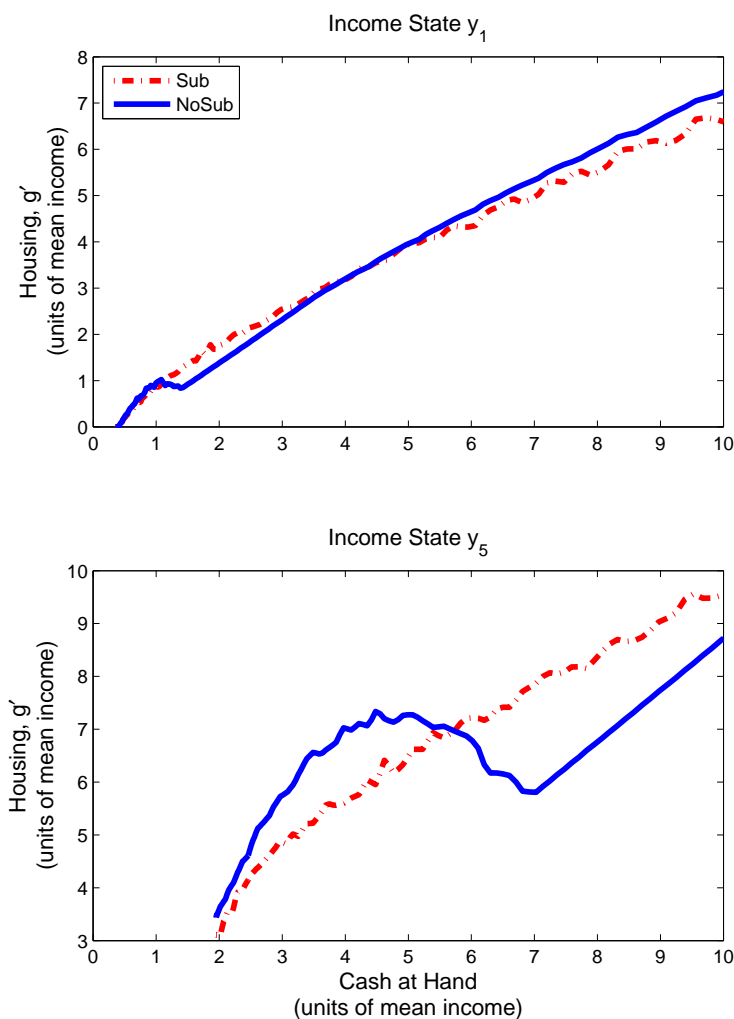 Income State y1
8
7
6
5
4
3
2
1
0
Housing, g′
(units of mean income)
Sub
NoSub
0 1 2 3 4 5 6 7 8 9 10
Income State y5
10
9
8
7
6
5
4
3
Housing, g′
(units of mean income)
0 1 2 3 4 5 6 7 8 9 10
Cash at Hand
(units of mean income)